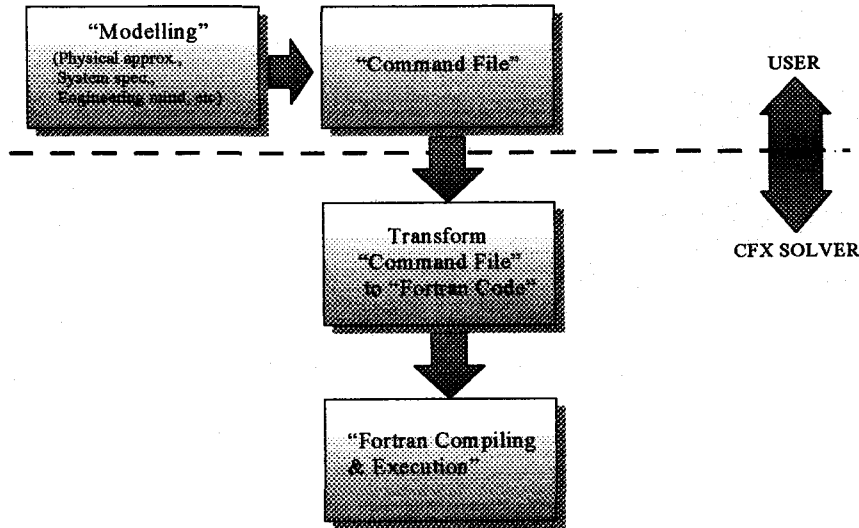 “Modelling”
(Physical approx.,
System spec.,
Engineering mind, etc)
“Command File”
USER
CFX SOLVER
Transform
“Command File”
to “Fortran Code”
“Fortran Compiling
& Execution”